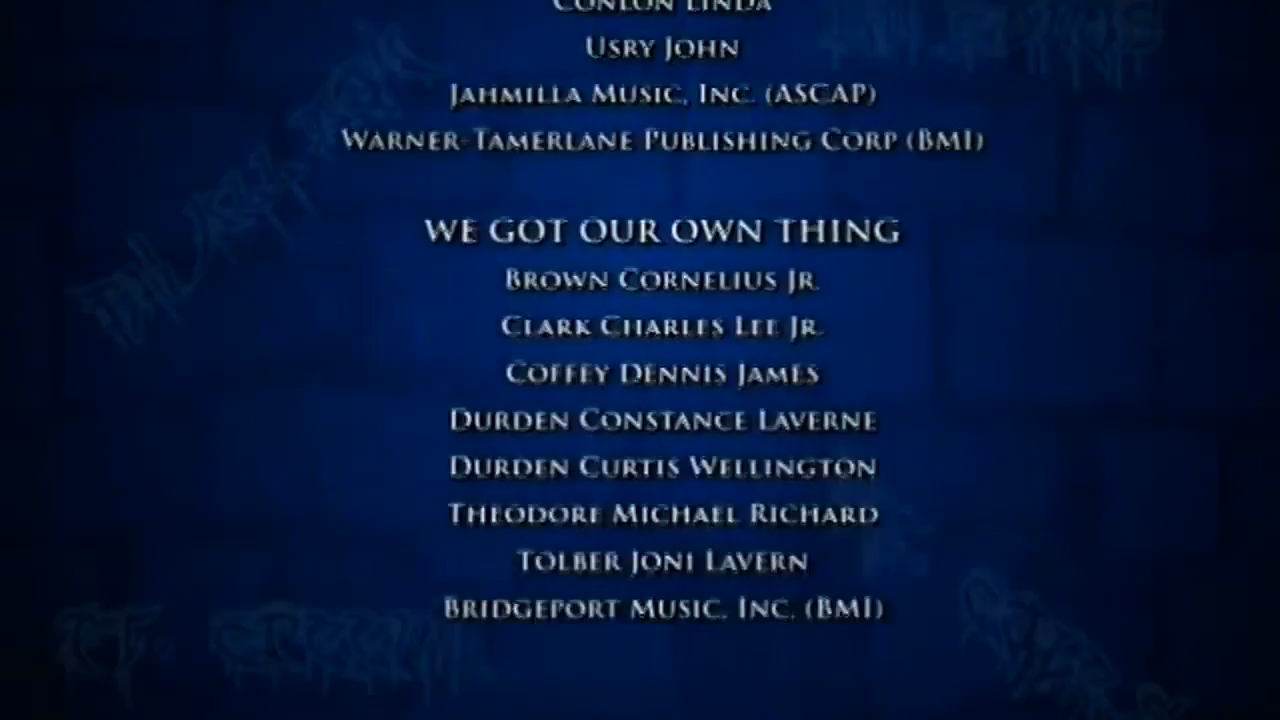 CONLON LINDA
USRY JOHN
JAHMILLA MUSIC, INC. (ASCAP)
WARNER-TAMERLANE PUBLISHING CORP (BMI)
WE GOT OUR OWN THING
BROWN CORNELIUS JR.
CLARK CHARLES LEE JR.
COFFEY DENNIS JAMES
DURDEN CONSTANCE LAVERNE
DURDEN CURTIS WELLINGTON
THEODORE MICHAEL RICHARD
TOLBER JONI LAVERN
BRIDGEPORT MUSIC, INC. (BMI)